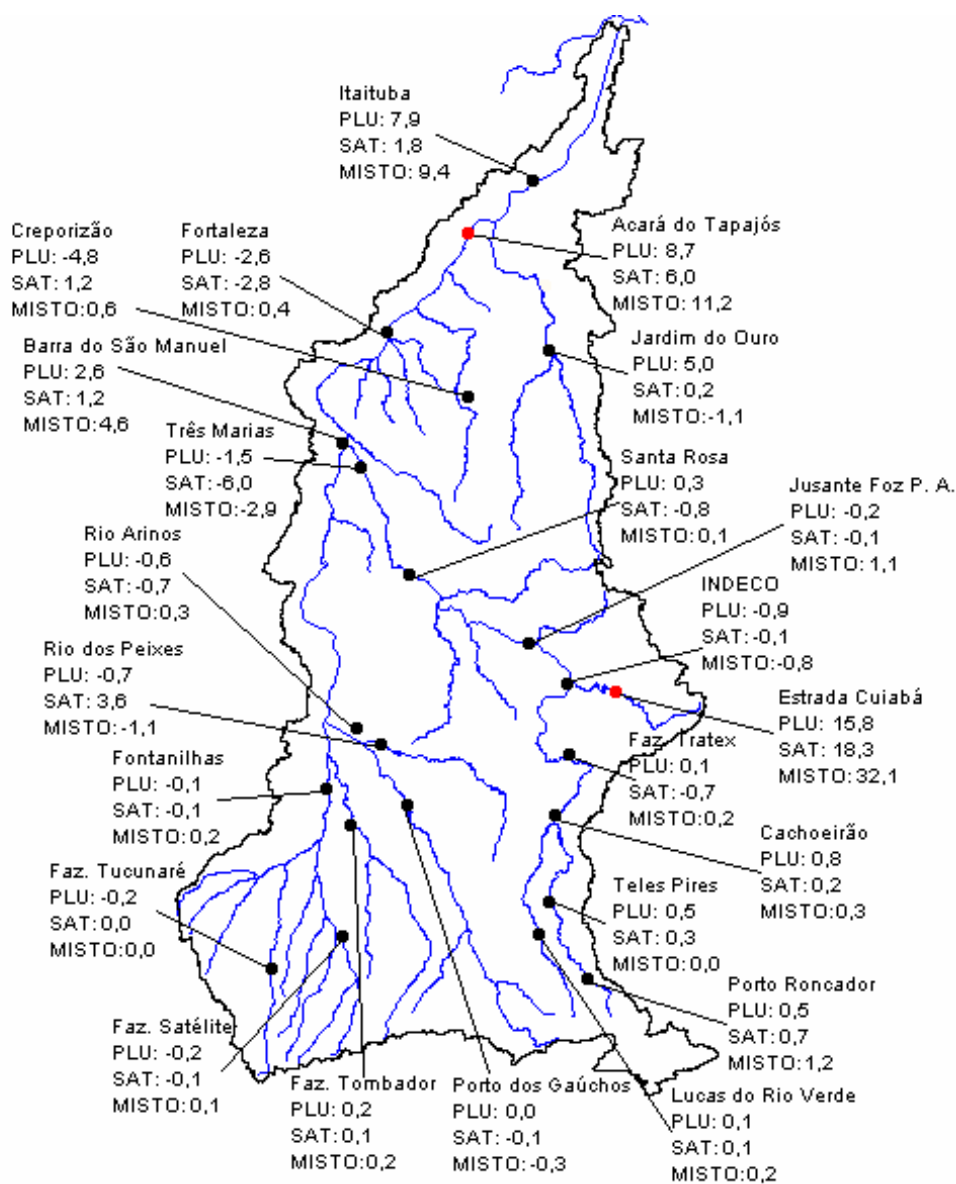 Itaituba
PLU: 7,9
SAT: 1,8
MISTO: 9,4
Acará do Tapajós
PLU: 8,7
SAT: 6,0
MISTO: 11,2
Creporizão
PLU: -4,8
SAT: 1,2
MISTO:0,6
Fortaleza
PLU: -2,6
SAT: -2,8
MISTO: 0,4
Barra do São Manuel
PLU: 2,6
SAT: 1,2
MISTO:4,6
Jardim do Ouro
PLU: 5,0
SAT: 0,2
MISTO:-1,1
Três Marias
PLU: -1,5
SAT: -6,0
MISTO:-2,9
Santa Rosa
PLU: 0,3
SAT: -0,8
MISTO:0,1
Jusante Foz P. A.
PLU: -0,2
SAT: -0,1
MISTO: 1,1
Rio Arinos
PLU: -0,6
SAT: -0,7
MISTO:0,3
INDECO
PLU: -0,9
SAT: -0,1
MISTO:-0,8
Rio dos Peixes
PLU: -0,7
SAT: 3,6
MISTO:-1,1
Estrada Cuiabá
PLU: 15,8
SAT: 18,3
MISTO: 32,1
Faz. Tratex
PLU: 0,1
SAT: -0,7
MISTO:0,2
Fontanilhas
PLU: -0,1
SAT: -0,1
MISTO: 0,2
Cachoeirão
PLU: 0,8
SAT: 0,2
MISTO:0,3
Faz. Tucunaré
PLU: -0,2
SAT: 0,0
MISTO:0,0
Teles Pires
PLU: 0,5
SAT: 0,3
MISTO: 0,0
Porto Roncador
PLU: 0,5
SAT: 0,7
MISTO: 1,2
Faz. Satélite
PLU: -0,2
SAT: -0,1
MISTO: 0,1
Faz. Tombador
PLU: 0,2
SAT: 0,1
MISTO: 0,2
Porto dos Gaúchos
PLU: 0,0
SAT: -0,1
MISTO:-0,3
Lucas do Rio Verde
PLU: 0,1
SAT: 0,1
MISTO: 0,2